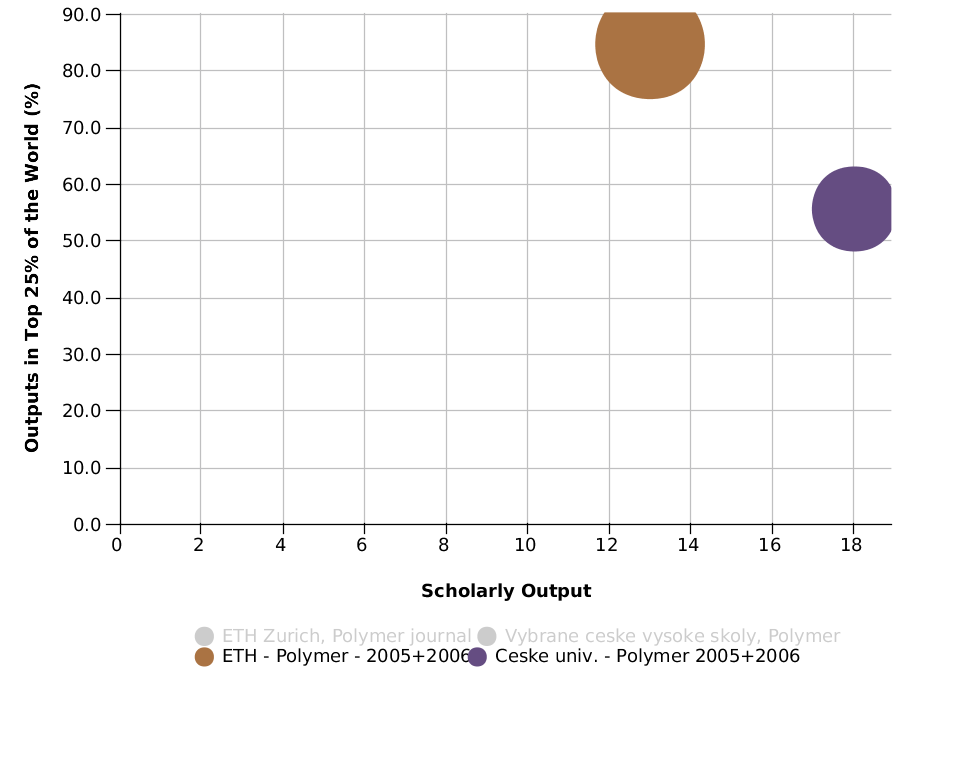 90.0
80.0
70.0
60.0
50.0
40.0
30.0
20.0
10.0
0.0
Outputs in Top 25% of the World (%)
0 2 4 6 8 10 12 14 16 18
Scholarly Output
ETH Zurich, Polymer journal Vybrane ceske vysoke skoly, Polymer
ETH - Polymer - 2005+2006 Ceske univ. - Polymer 2005+2006